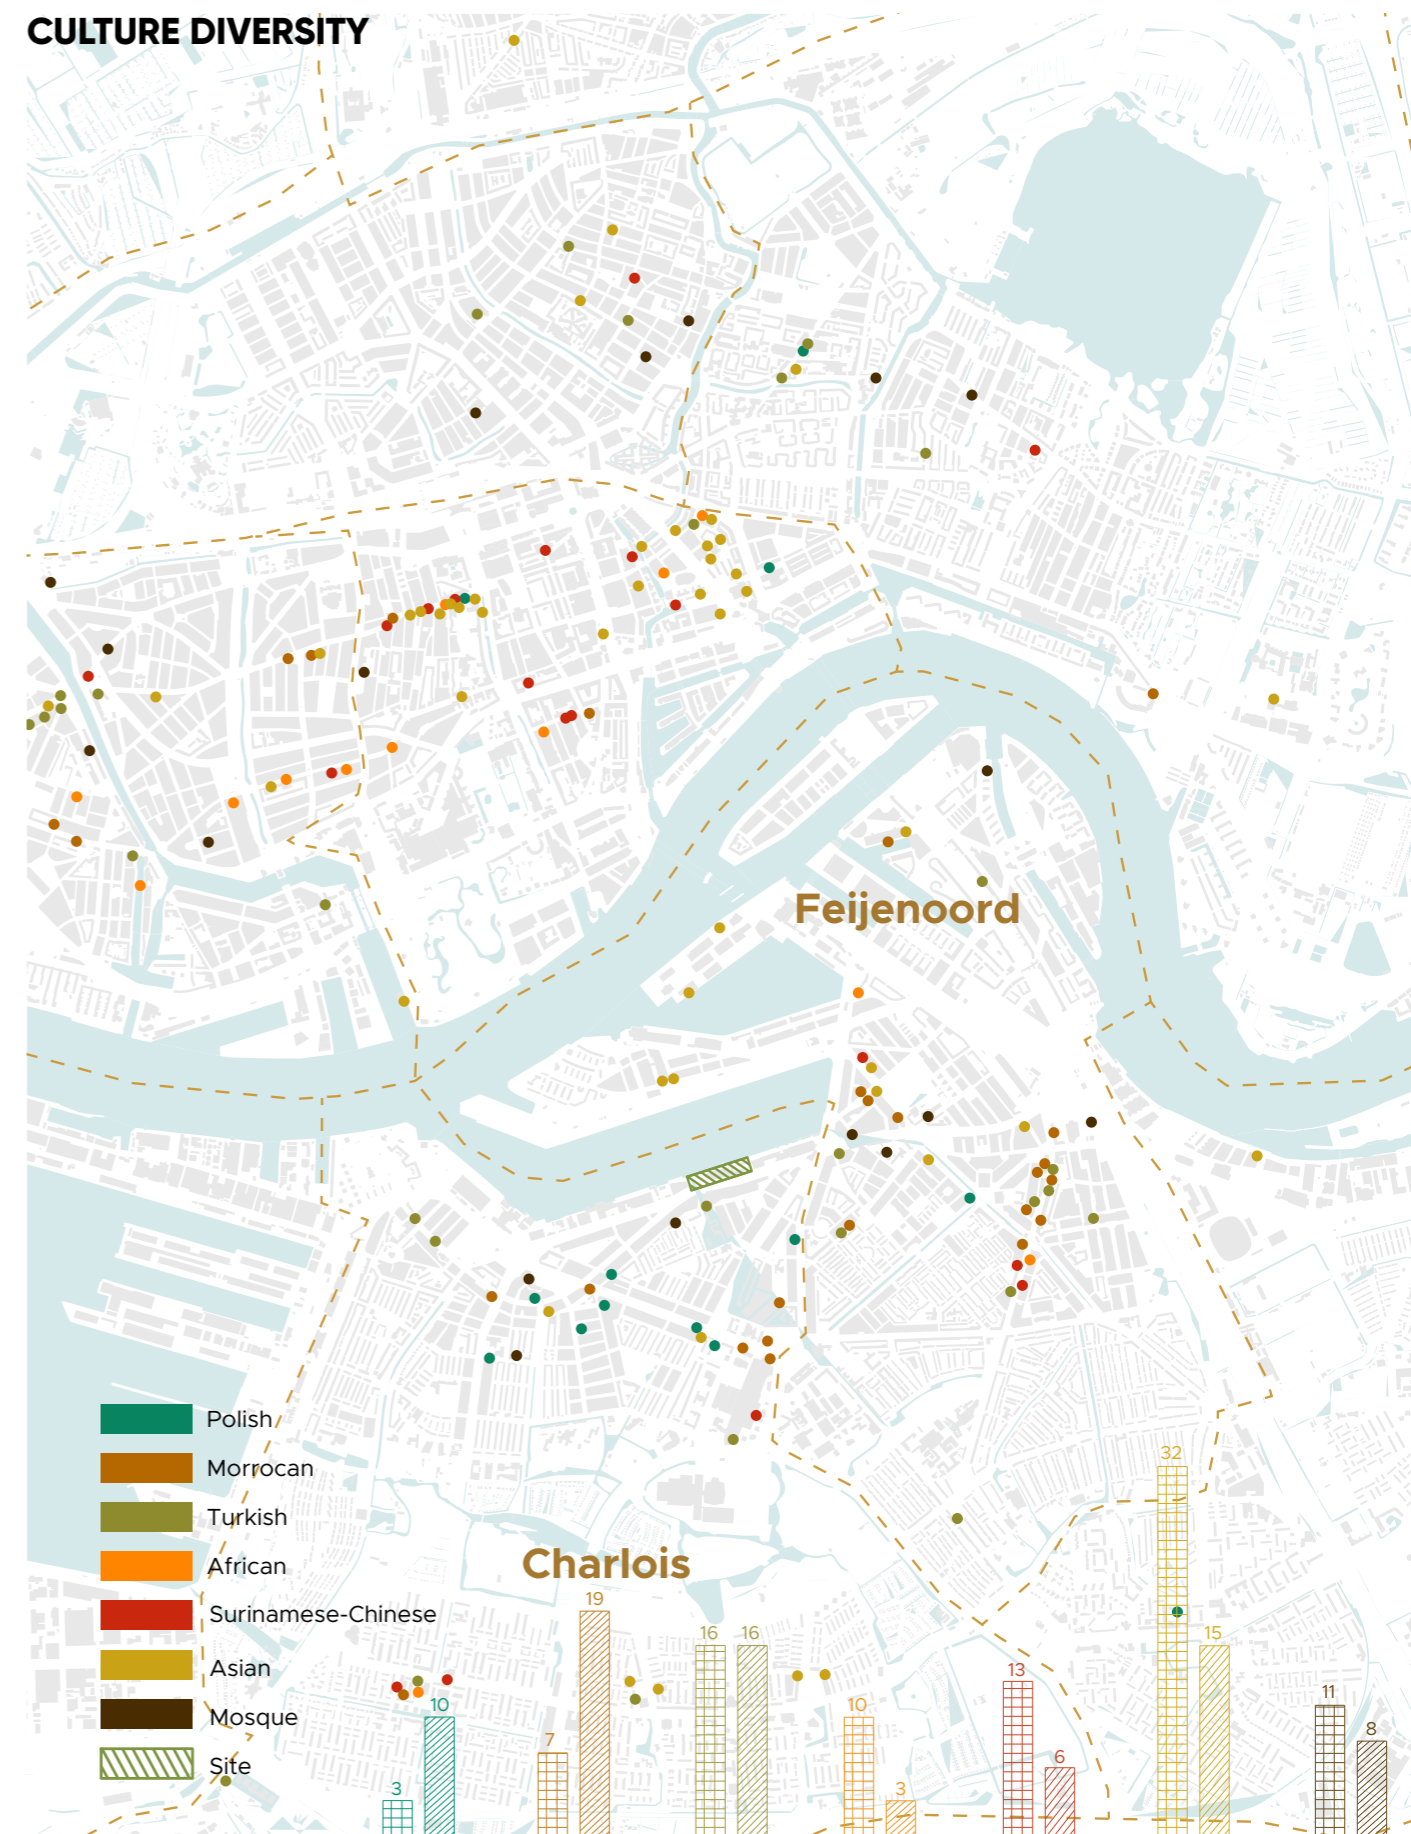 CULTURE DIVERSITY
Feijenoord
Polish
Morrocan
Turkish
African
Surinamese-Chinese
Asian
Mosque
Site
Charlois
3
10
7
19
16
16
10
3
13
6
32
15
11
8